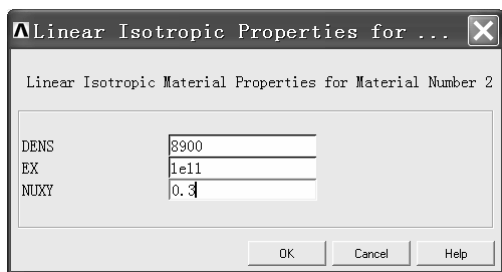 Linear Isotropic Properties for ...
Linear Isotropic Material Properties for Material Number 2
DENS 8900
EX 1e11
NUXY 0.3
OK Cancel Help